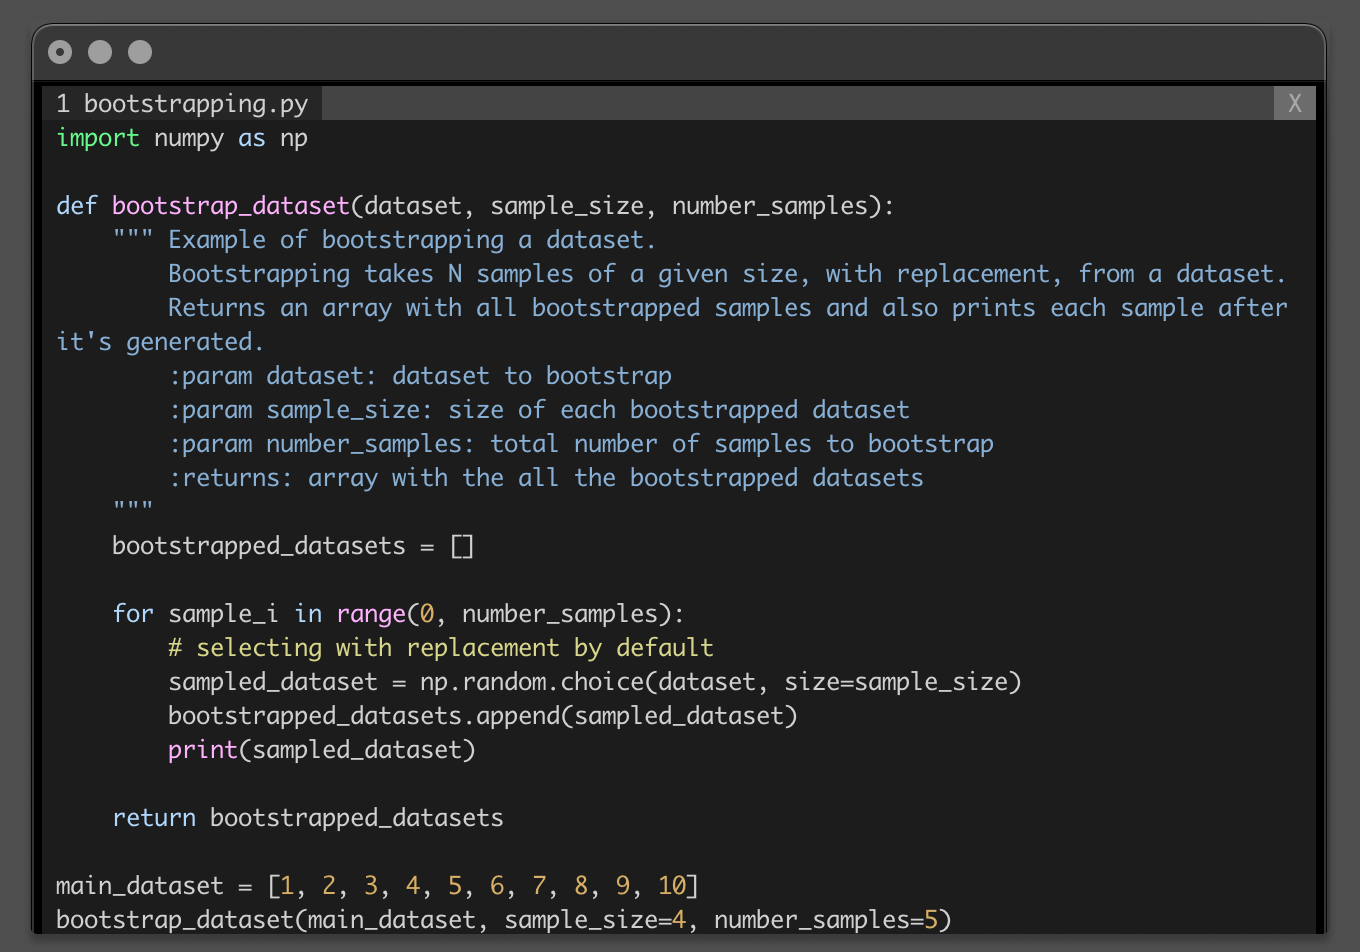 1 bootstrapping.py X
import numpy as np
def bootstrap_dataset(dataset, sample_size, number_samples):
    """ Example of bootstrapping a dataset.
        Bootstrapping takes N samples of a given size, with replacement, from a dataset.
        Returns an array with all bootstrapped samples and also prints each sample after
it's generated.
        :param dataset: dataset to bootstrap
        :param sample_size: size of each bootstrapped dataset
        :param number_samples: total number of samples to bootstrap
        :returns: array with the all the bootstrapped datasets
    """
    bootstrapped_datasets = []
    for sample_i in range(0, number_samples):
        # selecting with replacement by default
        sampled_dataset = np.random.choice(dataset, size=sample_size)
        bootstrapped_datasets.append(sampled_dataset)
        print(sampled_dataset)
    return bootstrapped_datasets
main_dataset = [1, 2, 3, 4, 5, 6, 7, 8, 9, 10]
bootstrap_dataset(main_dataset, sample_size=4, number_samples=5)